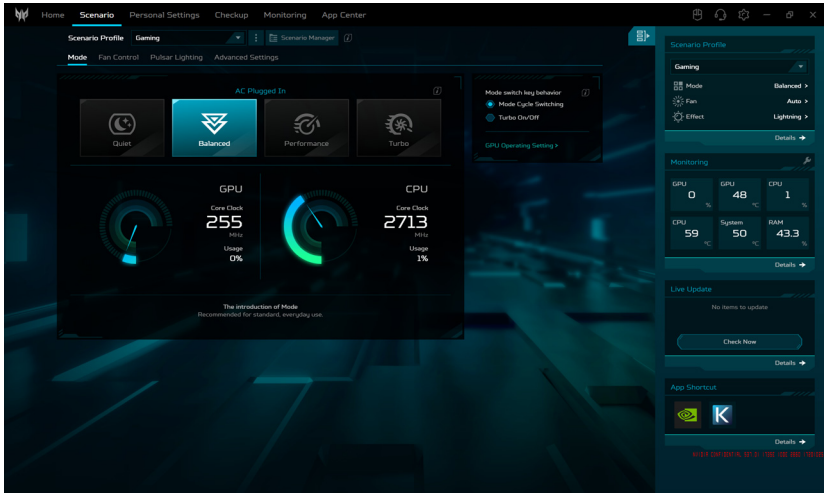 Home Scenario Personal Settings Checkup Monitoring App Center
Scenario Profile Gaming Scenario Manager
Mode Fan Control Pulsar Lighting Advanced Settings
AC Plugged In
Quiet Balanced Performance Turbo
GPU
Core Clock
255
MHz
Usage
0%
CPU
Core Clock
2713
MHz
Usage
1%
The introduction of Mode
Recommended for standard, everyday use.
Mode switch key behavior
Mode Cycle Switching
Turbo On/Off
GPU Operating Setting >
Scenario Profile
Gaming
Mode Balanced >
Fan Auto >
Effect Lightning >
Details →
Monitoring
GPU 0 %
GPU 48 °C
CPU 1 %
CPU 59 °C
System 50 °C
RAM 43.3 %
Details →
Live Update
No items to update
Check Now
Details →
App Shortcut
K
Details →